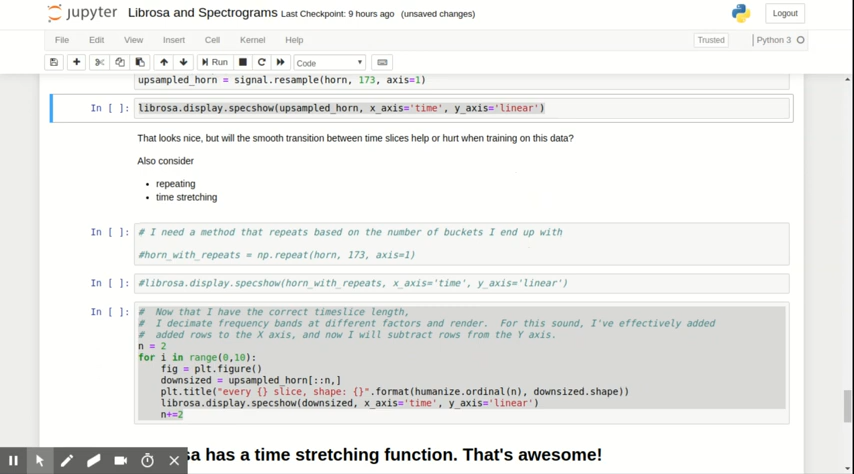 jupyter Librosa and Spectrograms Last Checkpoint: 9 hours ago (unsaved changes)
Logout
File Edit View Insert Cell Kernel Help
Trusted Python 3
Run Code
upsampled_horn = signal.resample(horn, 173, axis=1)
In [ ]: librosa.display.specshow(upsampled_horn, x_axis='time', y_axis='linear')
That looks nice, but will the smooth transition between time slices help or hurt when training on this data?
Also consider
• repeating
• time stretching
In [ ]: # I need a method that repeats based on the number of buckets I end up with
#horn_with_repeats = np.repeat(horn, 173, axis=1)
In [ ]: #librosa.display.specshow(horn_with_repeats, x_axis='time', y_axis='linear')
In [ ]: # Now that I have the correct timeslice length,
# I decimate frequency bands at different factors and render. For this sound, I've effectively added
# added rows to the X axis, and now I will subtract rows from the Y axis.
n = 2
for i in range(0,10):
fig = plt.figure()
downsized = upsampled_horn[::n,]
plt.title("every {} slice, shape: {}".format(humanize.ordinal(n), downsized.shape))
librosa.display.specshow(downsized, x_axis='time', y_axis='linear')
n+=2
sa has a time stretching function. That's awesome!